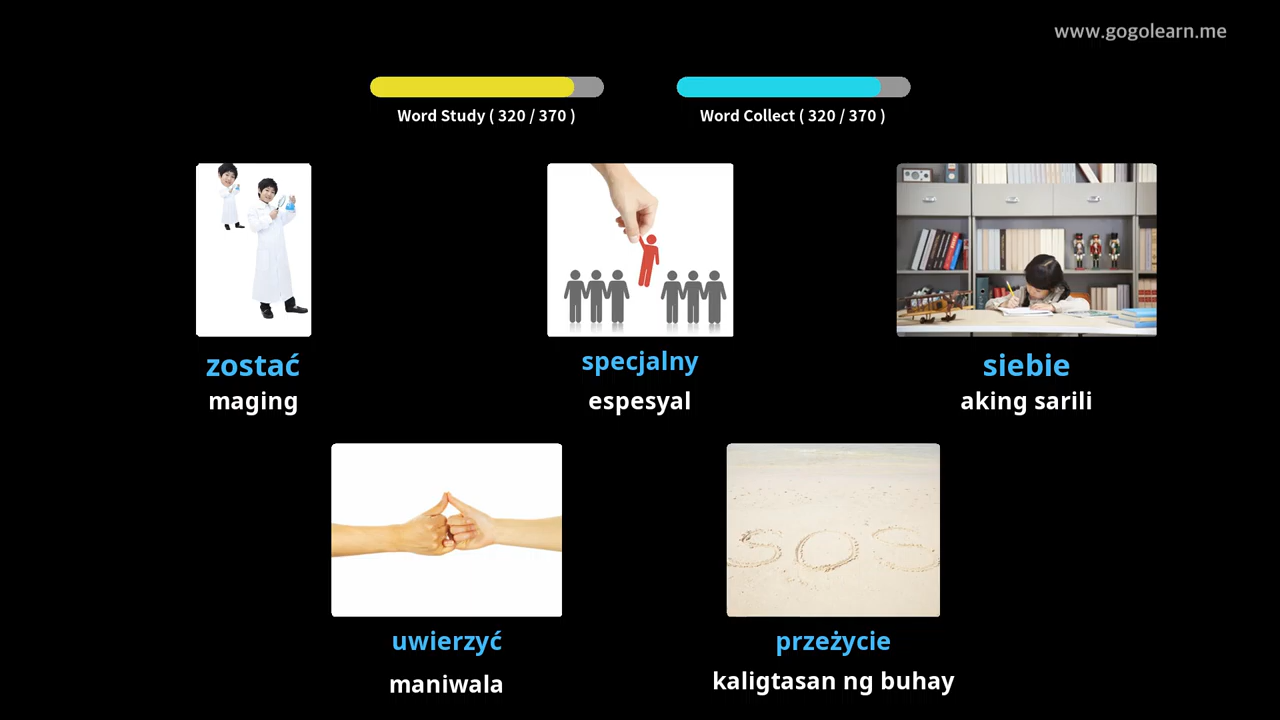 www.gogolearn.me
Word Study ( 320 / 370 )
Word Collect ( 320 / 370 )
zostać
maging
specjalny
espesyal
siebie
aking sarili
uwierzyć
maniwala
SOS
przeżycie
kaligtasan ng buhay